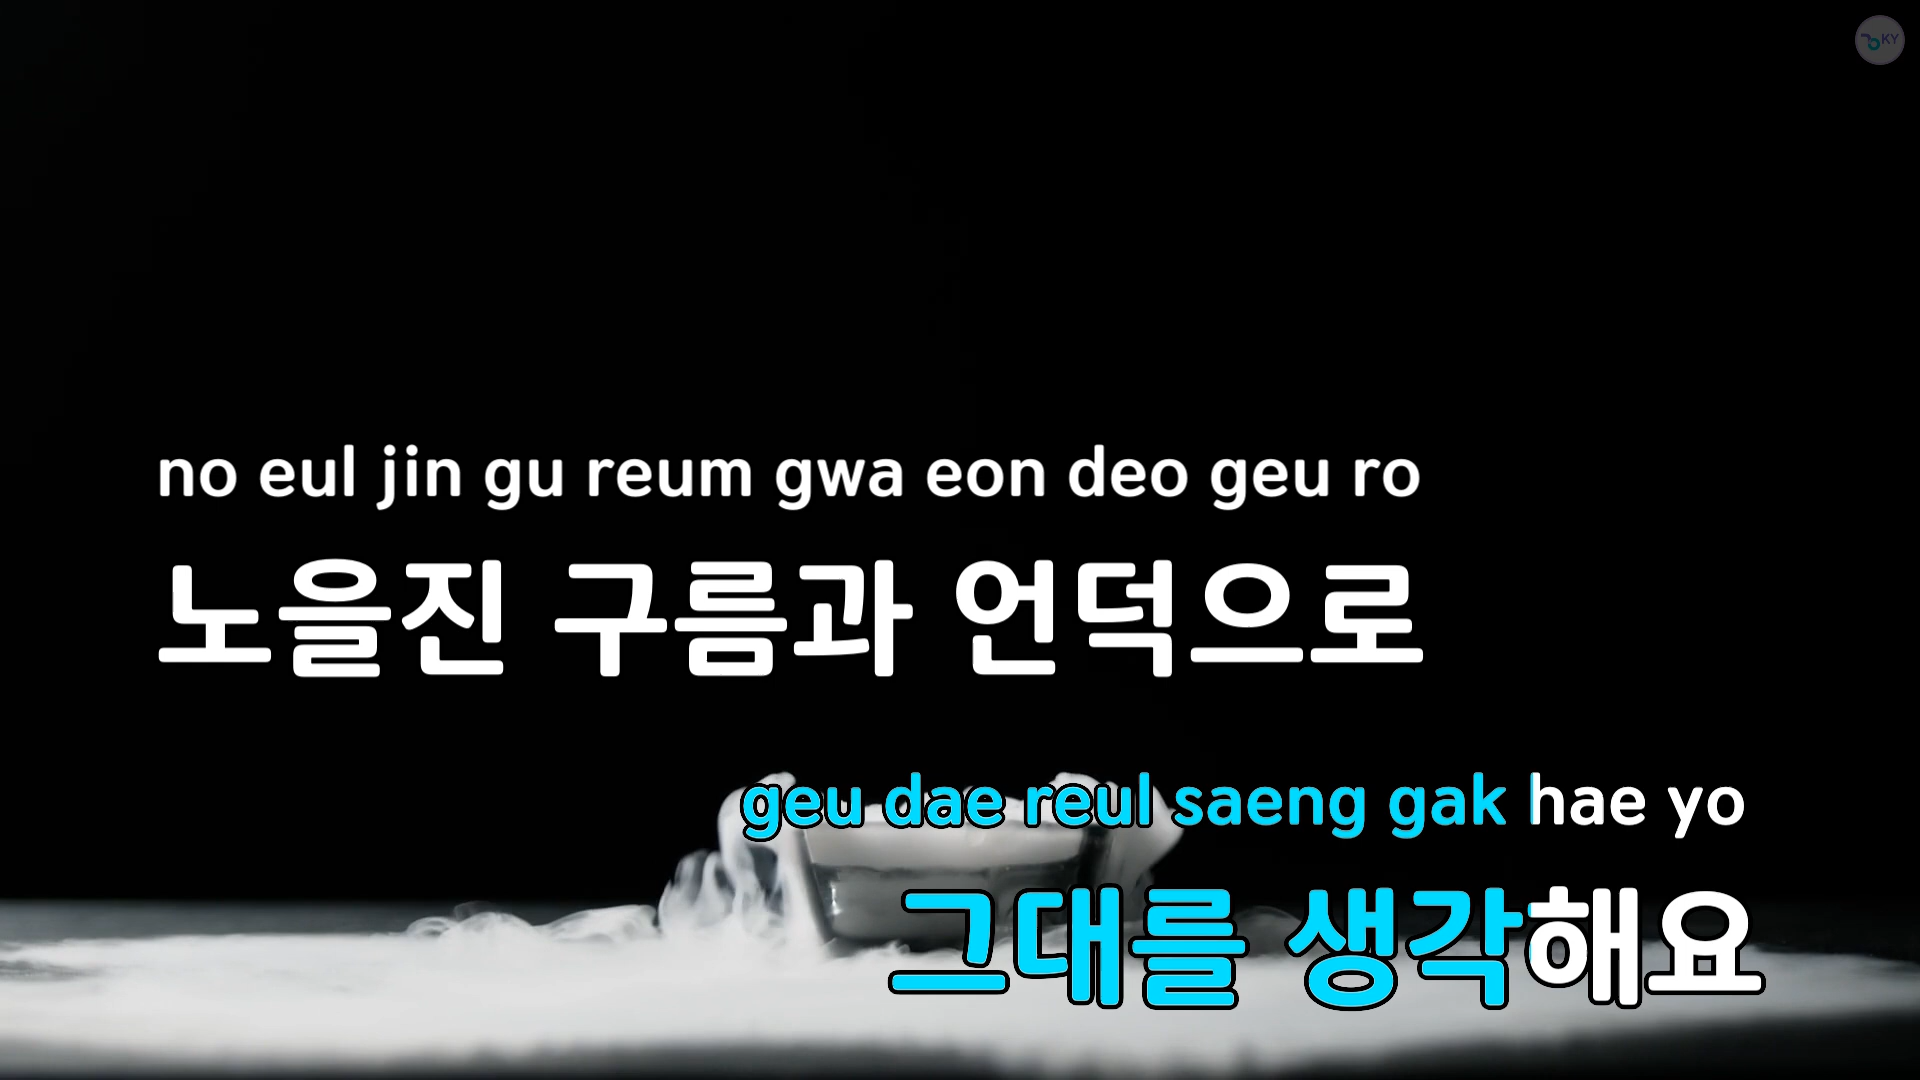 KY
no eul jin gu reum gwa eon deo geu ro
노을진 구름과 언덕으로
geu dae reul saeng gak hae yo
그대를 생각해요